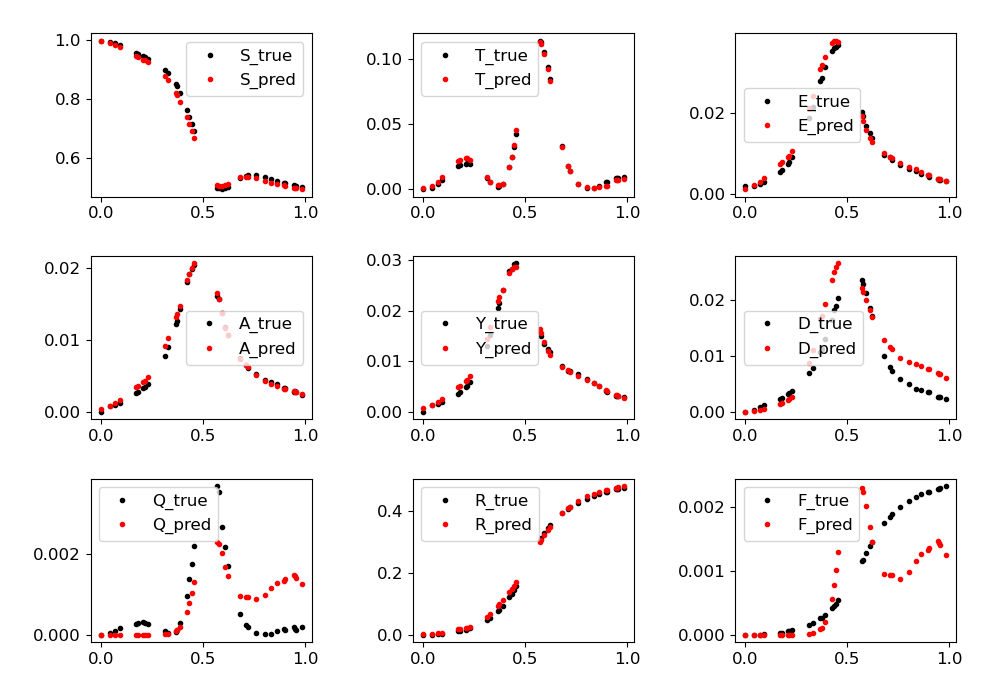 1.0
0.8
0.6
0.0
0.5
1.0
S_true
S_pred
0.10
0.05
0.00
0.0
0.5
1.0
T_true
T_pred
0.02
0.00
0.0
0.5
1.0
E_true
E_pred
0.02
0.01
0.00
0.0
0.5
1.0
A_true
A_pred
0.03
0.02
0.01
0.00
0.0
0.5
1.0
Y_true
Y_pred
0.02
0.01
0.00
0.0
0.5
1.0
D_true
D_pred
0.002
0.000
0.0
0.5
1.0
Q_true
Q_pred
0.4
0.2
0.0
0.0
0.5
1.0
R_true
R_pred
0.002
0.001
0.000
0.0
0.5
1.0
F_true
F_pred